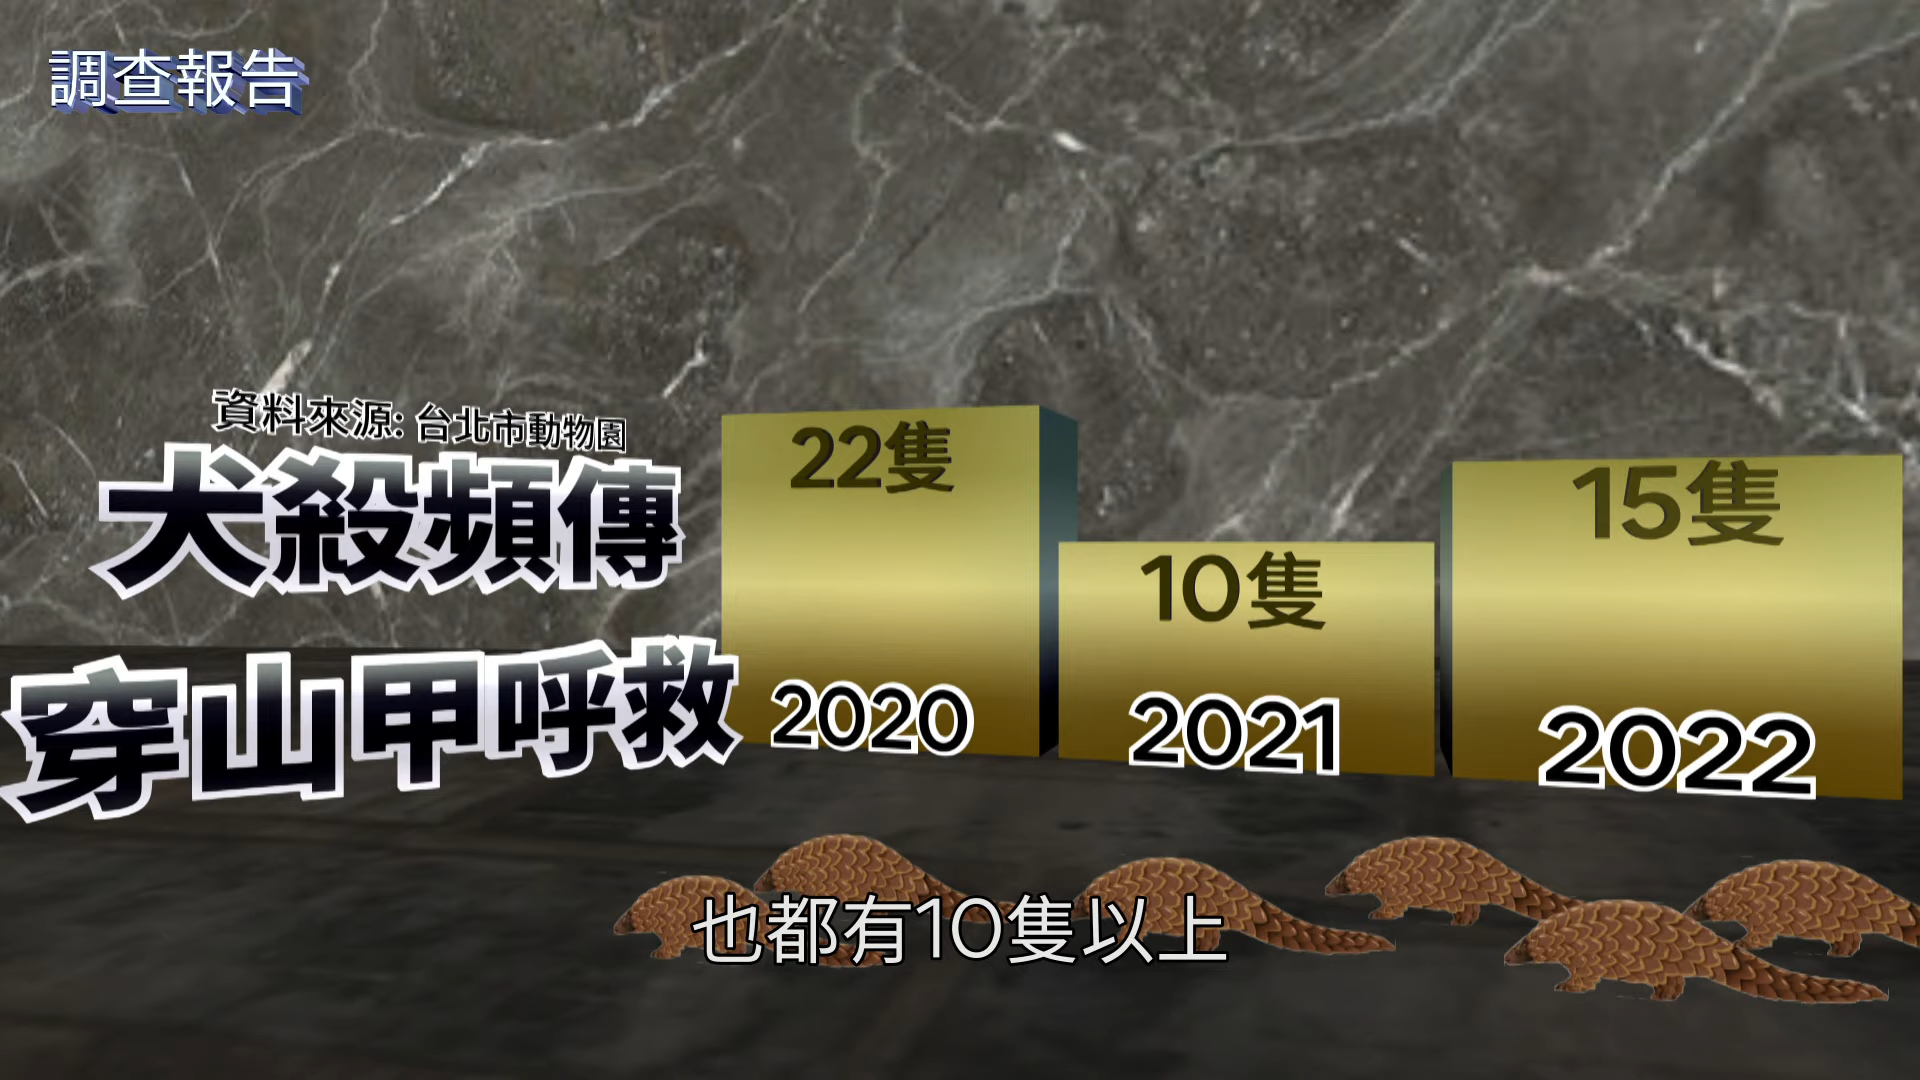 調查報告
資料來源: 台北市動物園
犬殺頻傳
穿山甲呼救
22隻
2020
10隻
2021
15隻
2022
也都有10隻以上